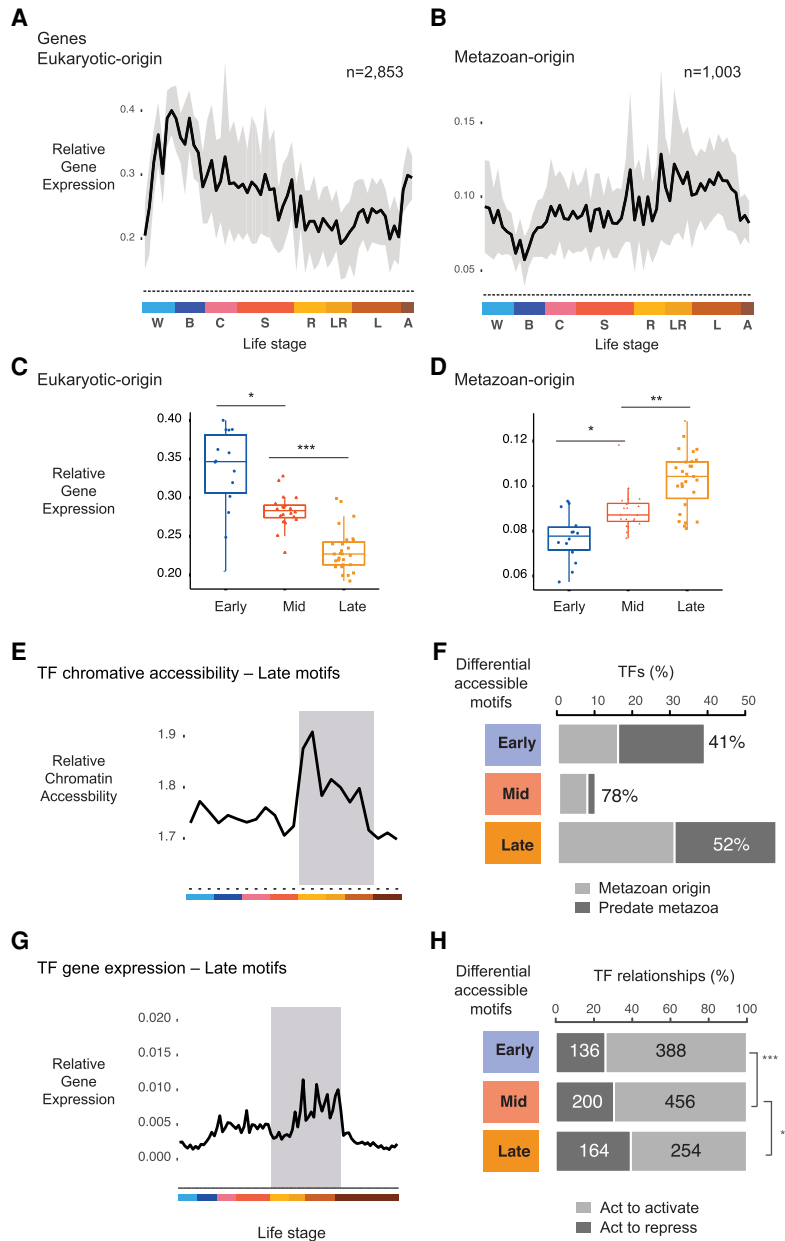 A
Genes
Eukaryotic-origin
n=2,853
Relative
Gene
Expression
0.4
0.3
0.2
W B C S R LR L A
Life stage
B
Metazoan-origin
n=1,003
0.15
0.10
0.05
W B C S R LR L A
Life stage
C
Eukaryotic-origin
Relative
Gene
Expression
0.40
0.35
0.30
0.25
0.20
*
***
Early Mid Late
D
Metazoan-origin
0.12
0.10
0.08
0.06
*
**
Early Mid Late
E
TF chromative accessibility – Late motifs
Relative
Chromatin
Accessbility
1.9
1.8
1.7
F
Differential
accessible
motifs
TFs (%)
0 10 20 30 40 50
Early 41%
Mid 78%
Late 52%
Metazoan origin
Predate metazoa
G
TF gene expression – Late motifs
Relative
Gene
Expression
0.020
0.015
0.010
0.005
0.000
Life stage
H
Differential
accessible
motifs
TF relationships (%)
0 20 40 60 80 100
Early 136 388
Mid 200 456
Late 164 254
***
*
Act to activate
Act to repress